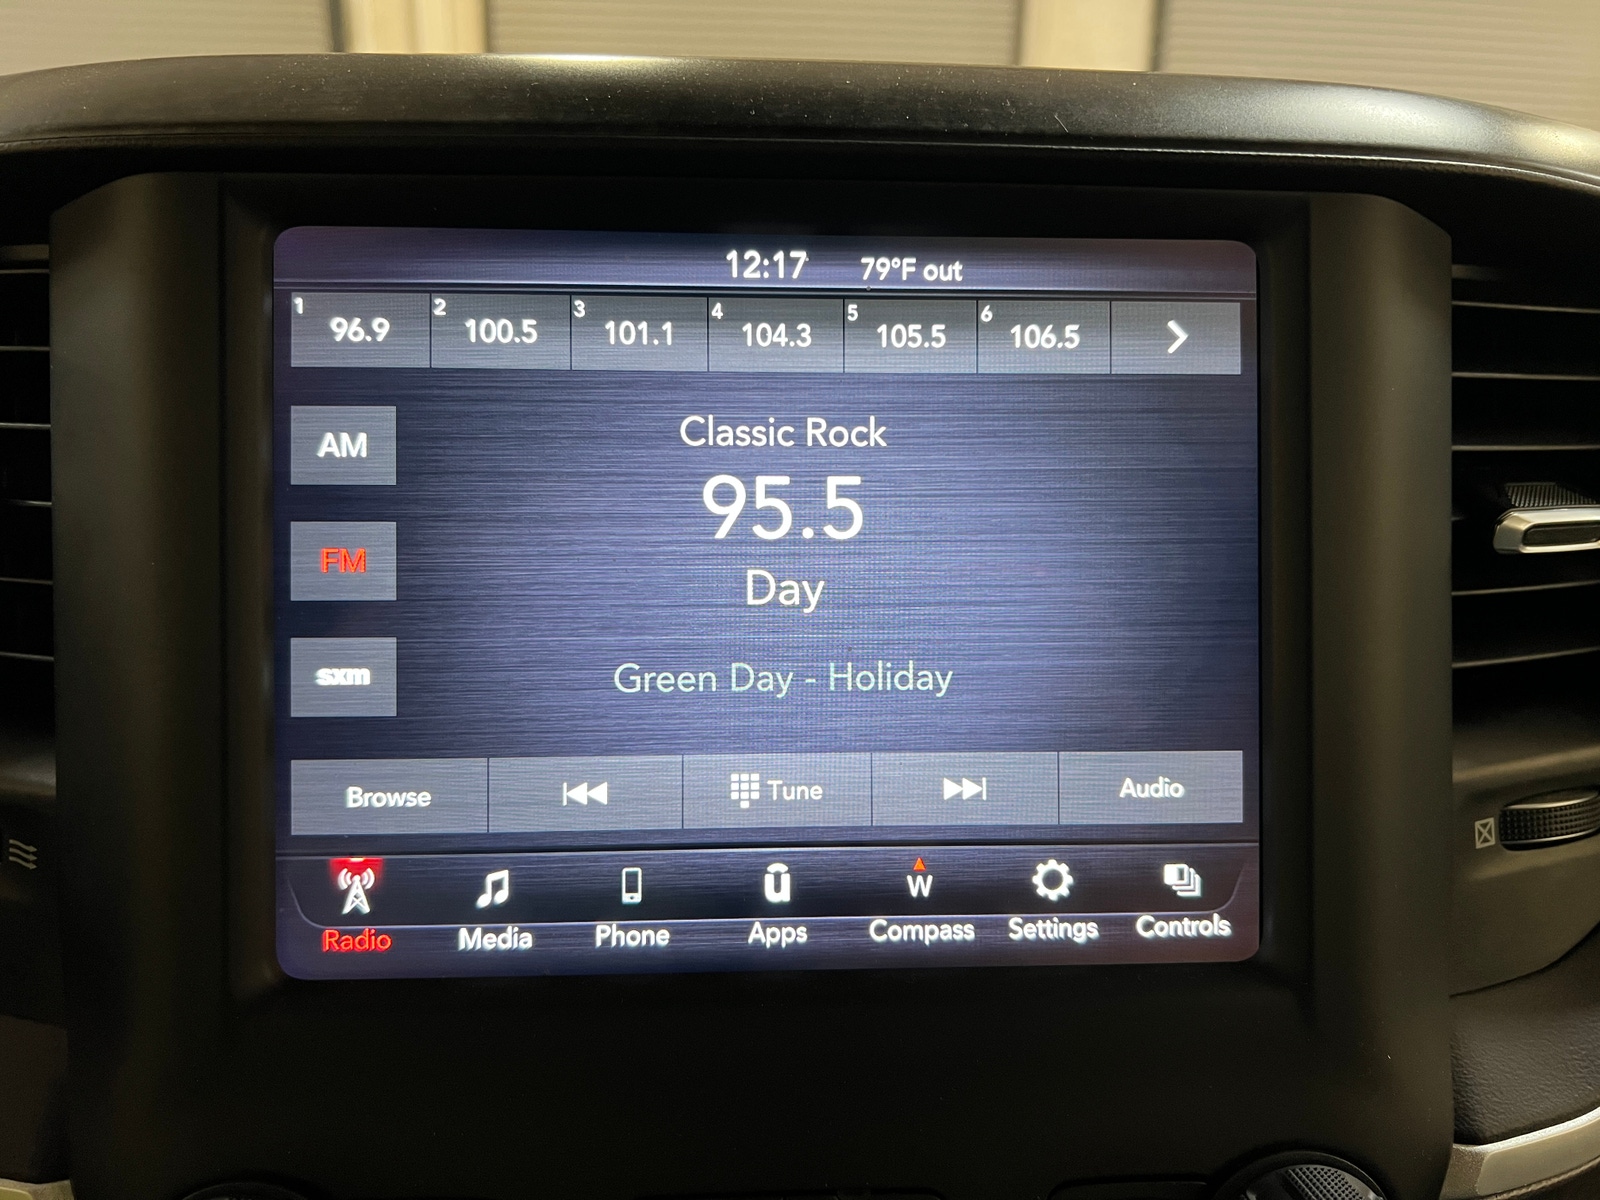 12:17 79°F out
1 96.9 2 100.5 3 101.1 4 104.3 5 105.5 6 106.5
AM
Classic Rock
95.5
FM
Day
sxm
Green Day - Holiday
Browse Tune Audio
W
Radio Media Phone Apps Compass Settings Controls